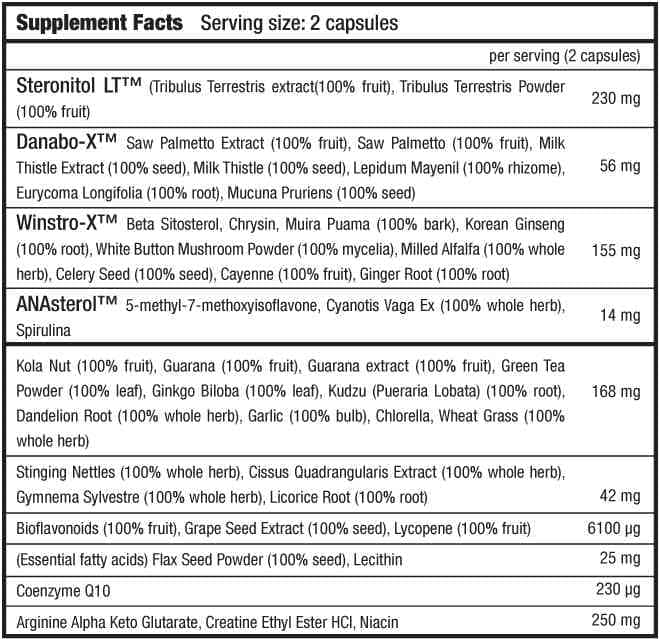 Supplement Facts Serving size: 2 capsules
per serving (2 capsules)
Steronitol LT™ (Tribulus Terrestris extract(100% fruit), Tribulus Terrestris Powder
(100% fruit)
230 mg
Danabo-X™ Saw Palmetto Extract (100% fruit), Saw Palmetto (100% fruit), Milk
Thistle Extract (100% seed), Milk Thistle (100% seed), Lepidum Mayenil (100% rhizome),
Eurycoma Longifolia (100% root), Mucuna Pruriens (100% seed)
56 mg
Winstro-X™ Beta Sitosterol, Chrysin, Muira Puama (100% bark), Korean Ginseng
(100% root), White Button Mushroom Powder (100% mycelia), Milled Alfalfa (100% whole
herb), Celery Seed (100% seed), Cayenne (100% fruit), Ginger Root (100% root)
155 mg
ANAsterol™ 5-methyl-7-methoxyisoflavone, Cyanotis Vaga Ex (100% whole herb),
Spirulina
14 mg
Kola Nut (100% fruit), Guarana (100% fruit), Guarana extract (100% fruit), Green Tea
Powder (100% leaf), Ginkgo Biloba (100% leaf), Kudzu (Pueraria Lobata) (100% root),
Dandelion Root (100% whole herb), Garlic (100% bulb), Chlorella, Wheat Grass (100%
whole herb)
168 mg
Stinging Nettles (100% whole herb), Cissus Quadrangularis Extract (100% whole herb),
Gymnema Sylvestre (100% whole herb), Licorice Root (100% root)
42 mg
Bioflavonoids (100% fruit), Grape Seed Extract (100% seed), Lycopene (100% fruit)
6100 µg
(Essential fatty acids) Flax Seed Powder (100% seed), Lecithin
25 mg
Coenzyme Q10
230 µg
Arginine Alpha Keto Glutarate, Creatine Ethyl Ester HCl, Niacin
250 mg